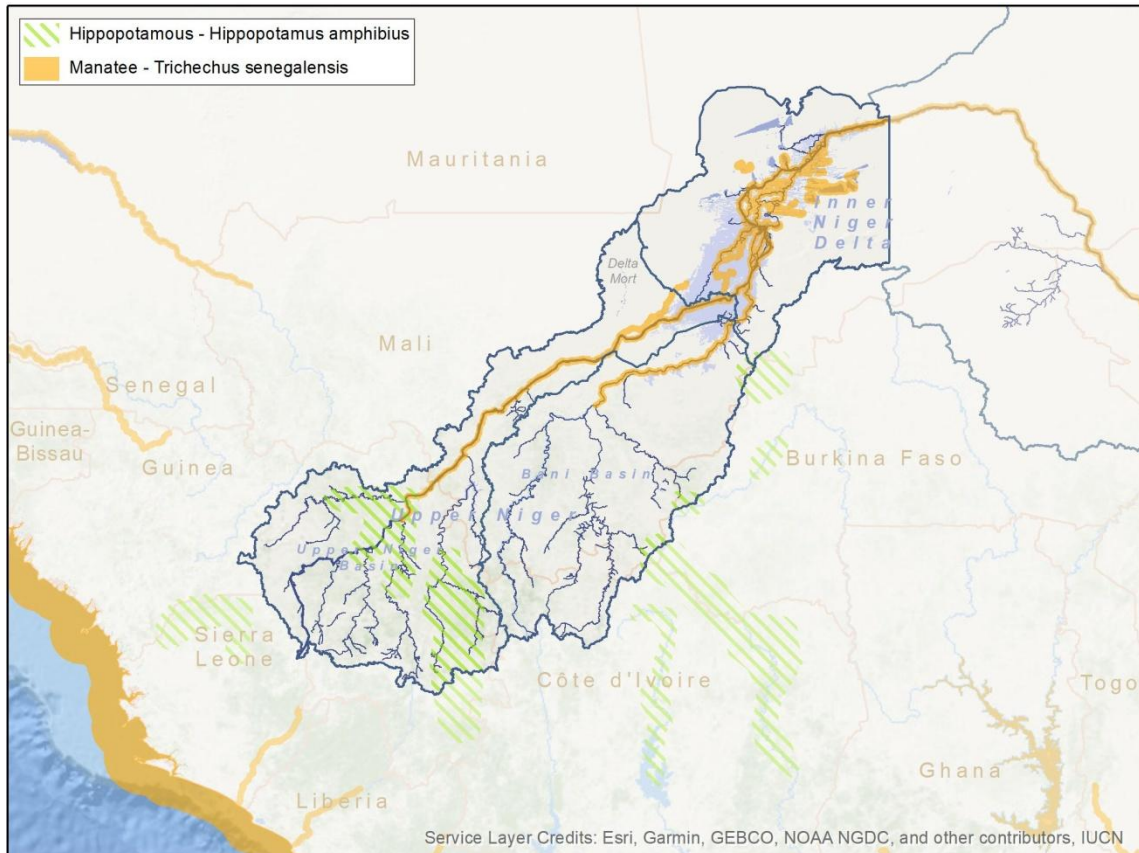 Hippopotamous - Hippopotamus amphibius
Manatee - Trichechus senegalensis
Mauritania
Inner
Niger
Delta
Delta
Mort
Mali
Senegal
Guinea-
Bissau
Guinea
Burkina Faso
Bani Basin
Upper Niger
Upper Niger
Basin
Sierra
Leone
Côte d'Ivoire
Togo
Ghana
Liberia
Service Layer Credits: Esri, Garmin, GEBCO, NOAA NGDC, and other contributors, IUCN